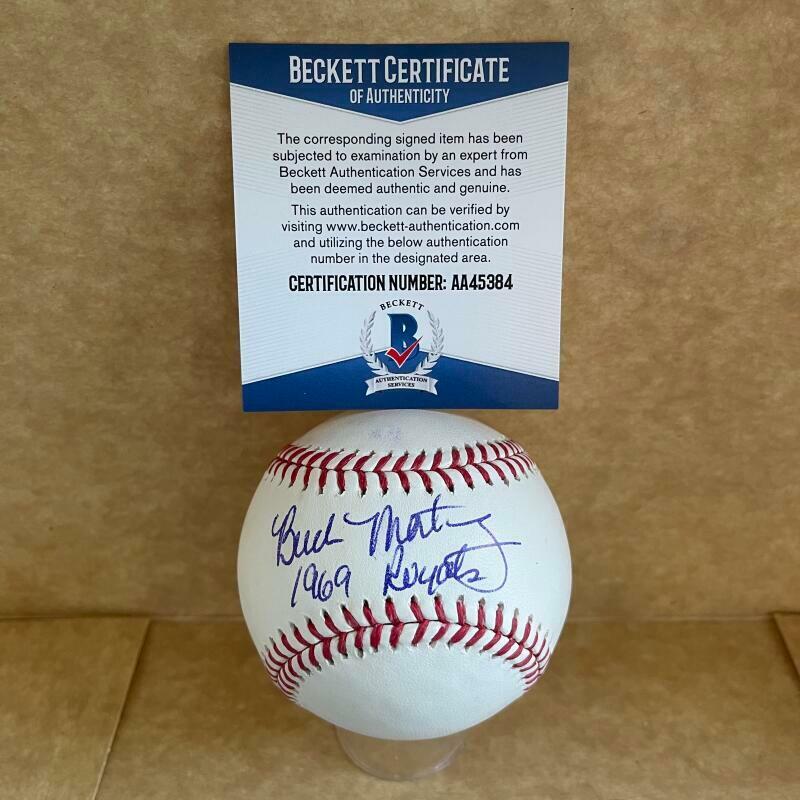 BECKETT CERTIFICATE
OF AUTHENTICITY
The corresponding signed item has been
subjected to examination by an expert from
Beckett Authentication Services and has
been deemed authentic and genuine.
This authentication can be verified by
visiting www.beckett-authentication.com
and utilizing the below authentication
number in the designated area.
CERTIFICATION NUMBER: AA45384
BECKETT
B
AUTHENTICATION
SERVICES
Buck
1969 Royals